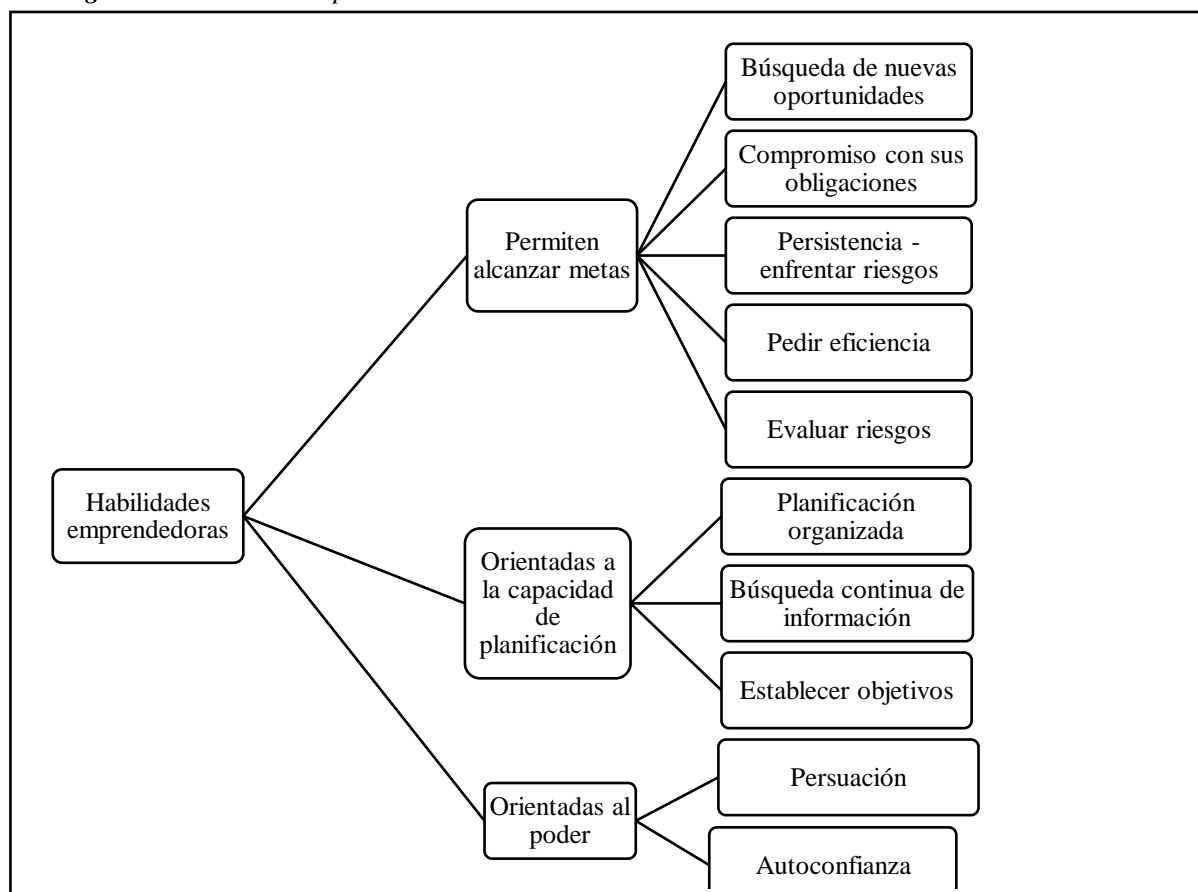 Búsqueda de nuevas
oportunidades
Compromiso con sus
obligaciones
Permiten
alcanzar metas
Persistencia -
enfrentar riesgos
Pedir eficiencia
Evaluar riesgos
Habilidades
emprendedoras
Planificación
organizada
Orientadas a
la capacidad
de
planificación
Búsqueda continua de
información
Establecer objetivos
Orientadas al
poder
Persuación
Autoconfianza